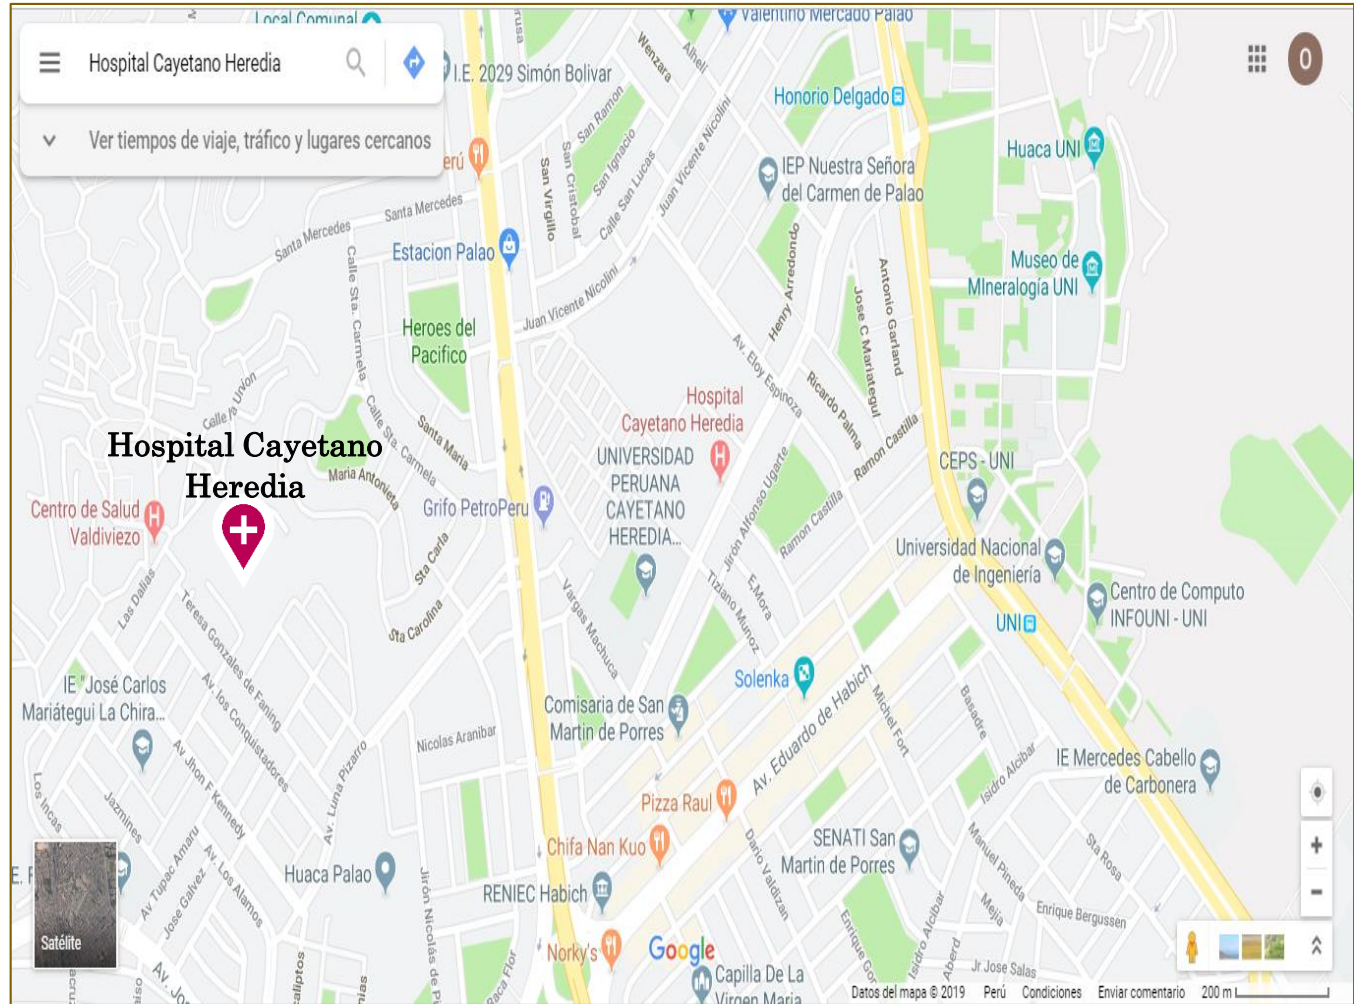 Local Comunal
Valentino Mercado Palao
Hospital Cayetano Heredia
Ver tiempos de viaje, tráfico y lugares cercanos
O
I.E. 2029 Simón Bolivar
Wenzara
Alheli
Honorio Delgado
Huaca UNI
San Ramon
San Ignacio
San Cristobal
San Virgilio
Calle San Lucas
Juan Vicente Nicolini
IEP Nuestra Señora
del Carmen de Palao
Santa Mercedes
Santa Mercedes
Estacion Palao
Calle Sta. Carmela
Museo de
MIneralogía UNI
Henry Arredondo
Antonio Garland
Jose C Mariategui
Juan Vicente Nicolini
Heroes del
Pacifico
Av. Eloy Espinoza
Ricardo Palma
Ramon Castilla
Hospital
Cayetano Heredia
Calle la Union
Calle Sta. Carmela
Santa Maria
Hospital Cayetano
Heredia
Maria Antonieta
UNIVERSIDAD
PERUANA
CAYETANO
HEREDIA...
CEPS - UNI
Centro de Salud
Valdiviezo
Grifo PetroPeru
Jirón Alfonso Ugarte
Ramon Castilla
Universidad Nacional
de Ingeniería
Sta Carla
Sta Carolina
Las Dalias
Teresa Gonzales de Faning
Vargas Machuca
Tiziano Munoz
E.Mora
Centro de Computo
INFOUNI - UNI
UNI
IE "José Carlos
Mariátegui La Chira...
Av. los Conquistadores
Solenka
Comisaria de San
Martin de Porres
Av. Eduardo de Habich
Michel Fort
Basadre
Nicolas Aranibar
Av Jhon F Kennedy
Av. Luna Pizarro
Isidro Alcibar
IE Mercedes Cabello
de Carbonera
Los Incas
Jazmines
Pizza Raul
Chifa Nan Kuo
Dario Valdizan
SENATI San
Martin de Porres
Manuel Pineda
Sta Rosa
Av Tupac Amaru
Jose Galvez
Av. Los Alamos
Huaca Palao
RENIEC Habich
Mejia
Enrique Bergussen
Satélite
Norky's
Google
Isidro Alcibar
Jr Jose Salas
Capilla De La
Virgen Maria
Datos del mapa © 2019 Perú Condiciones Enviar comentario 200 m